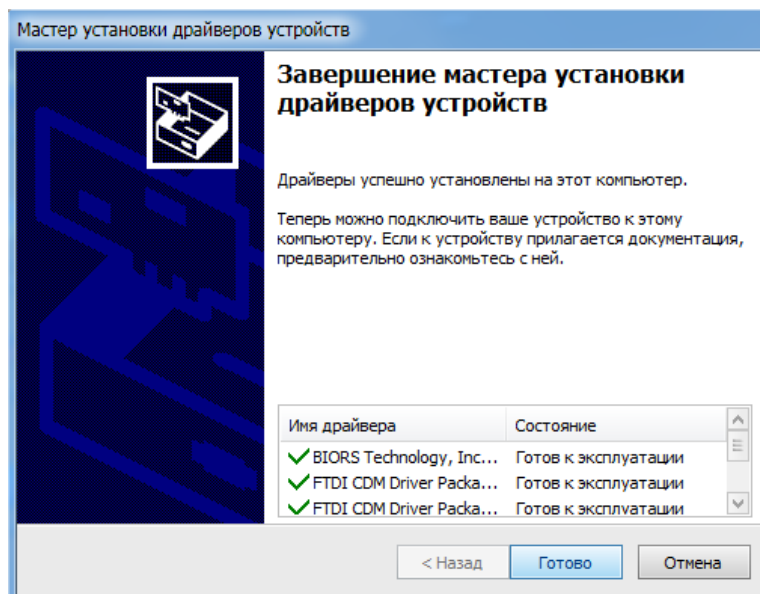 Мастер установки драйверов устройств
Завершение мастера установки
драйверов устройств
Драйверы успешно установлены на этот компьютер.
Теперь можно подключить ваше устройство к этому
компьютеру. Если к устройству прилагается документация,
предварительно ознакомьтесь с ней.
Имя драйвера Состояние
BIORS Technology, Inc... Готов к эксплуатации
FTDI CDM Driver Packa... Готов к эксплуатации
FTDI CDM Driver Packa... Готов к эксплуатации
< Назад Готово Отмена